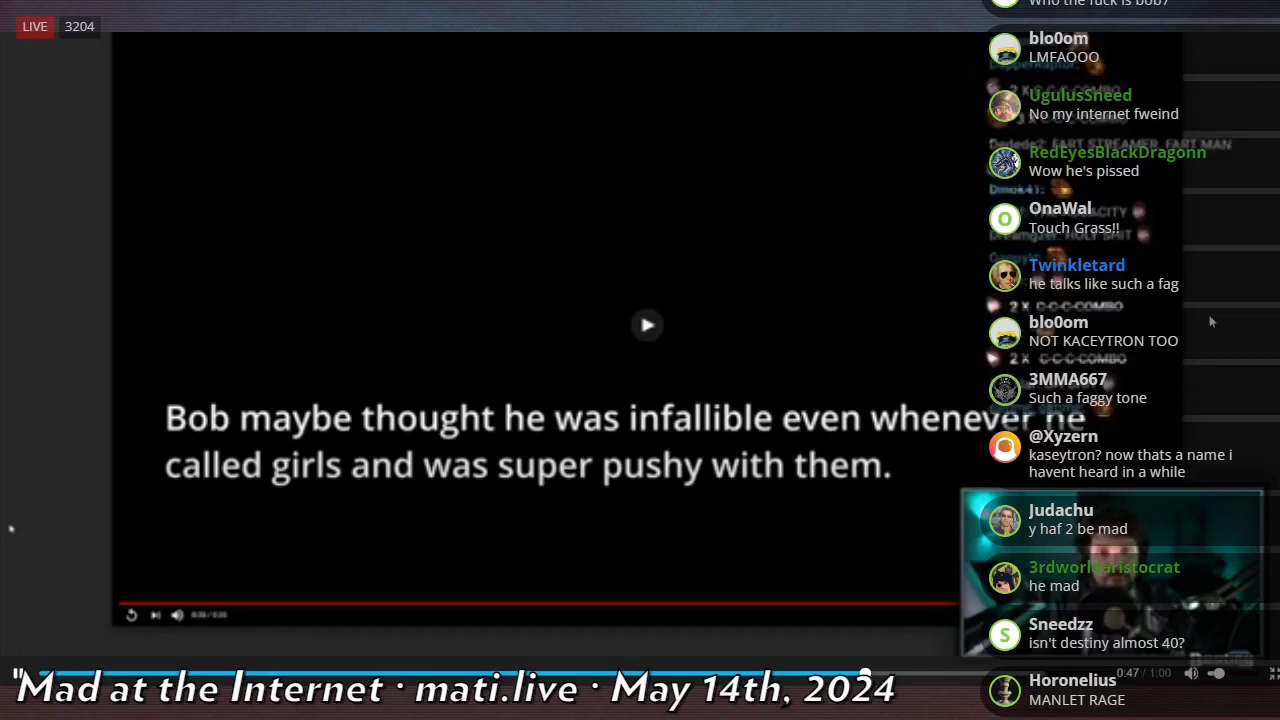 LIVE 3204
Who the fuck is bob?
blo0om
LMFAOOO
UgulusSheed
No my internet fweind
RedEyesBlackDragonn
Wow he's pissed
OnaWal
Touch Grass!!
Twinkletard
he talks like such a fag
2 X C-C-C-COMBO
blo0om
NOT KACEYTRON TOO
2 X C-C-C-COMBO
3MMA667
Such a faggy tone
Bob maybe thought he was infallible even whenever he
called girls and was super pushy with them.
@Xyzern
kaseytron? now thats a name i
havent heard in a while
Judachu
y haf 2 be mad
3rdworldaristocrat
he mad
Sneedzz
isn't destiny almost 40?
0:47 / 1:00
"Mad at the Internet · mati.live · May 14th, 2024
Horonelius
MANLET RAGE